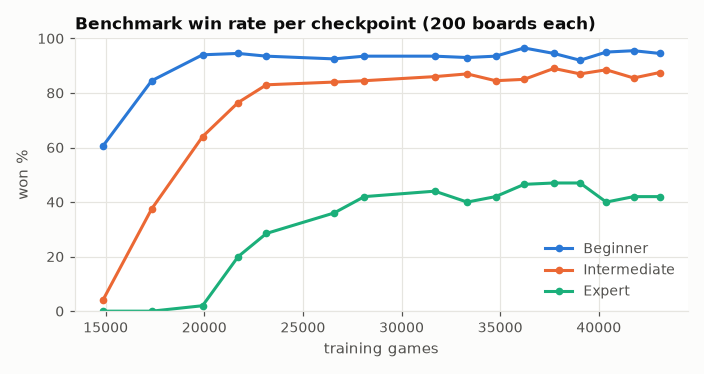 Benchmark win rate per checkpoint (200 boards each)
100
80
60
40
20
0
won %
15000 20000 25000 30000 35000 40000
training games
Beginner
Intermediate
Expert